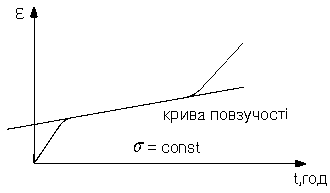 ε
крива повзучості
σ = const
t,год